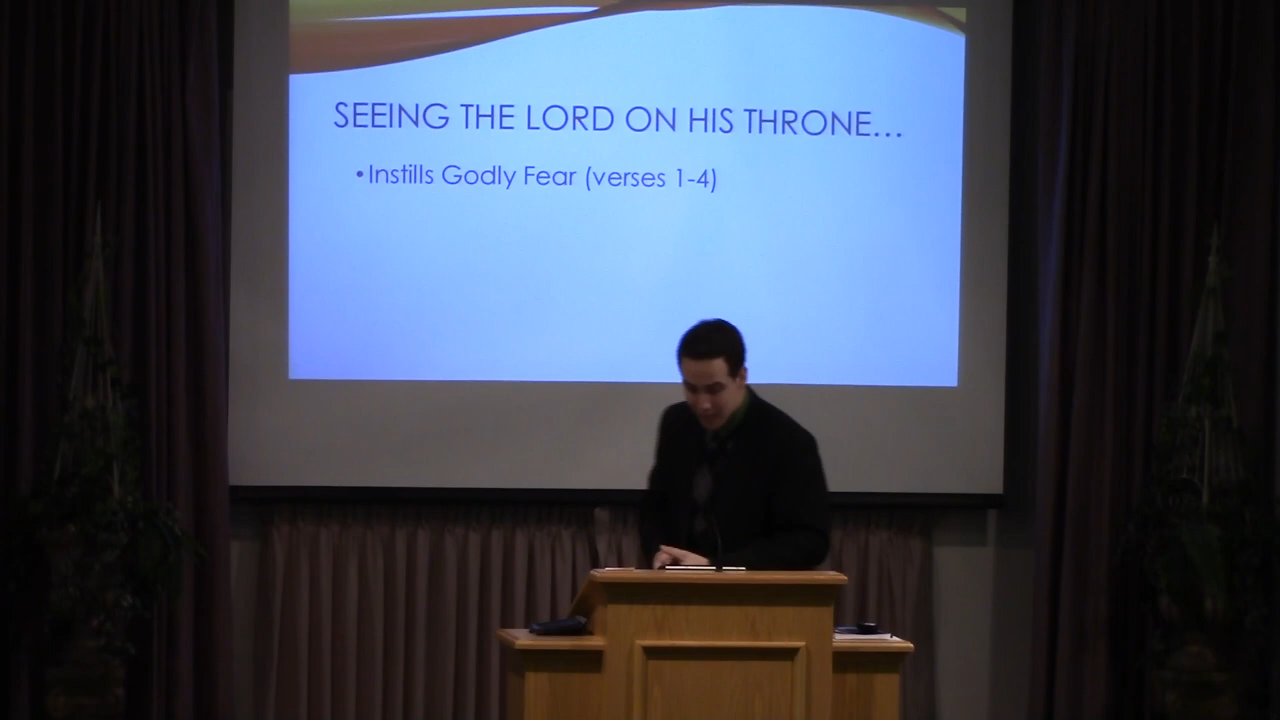 SEEING THE LORD ON HIS THRONE...
•Instills Godly Fear (verses 1-4)